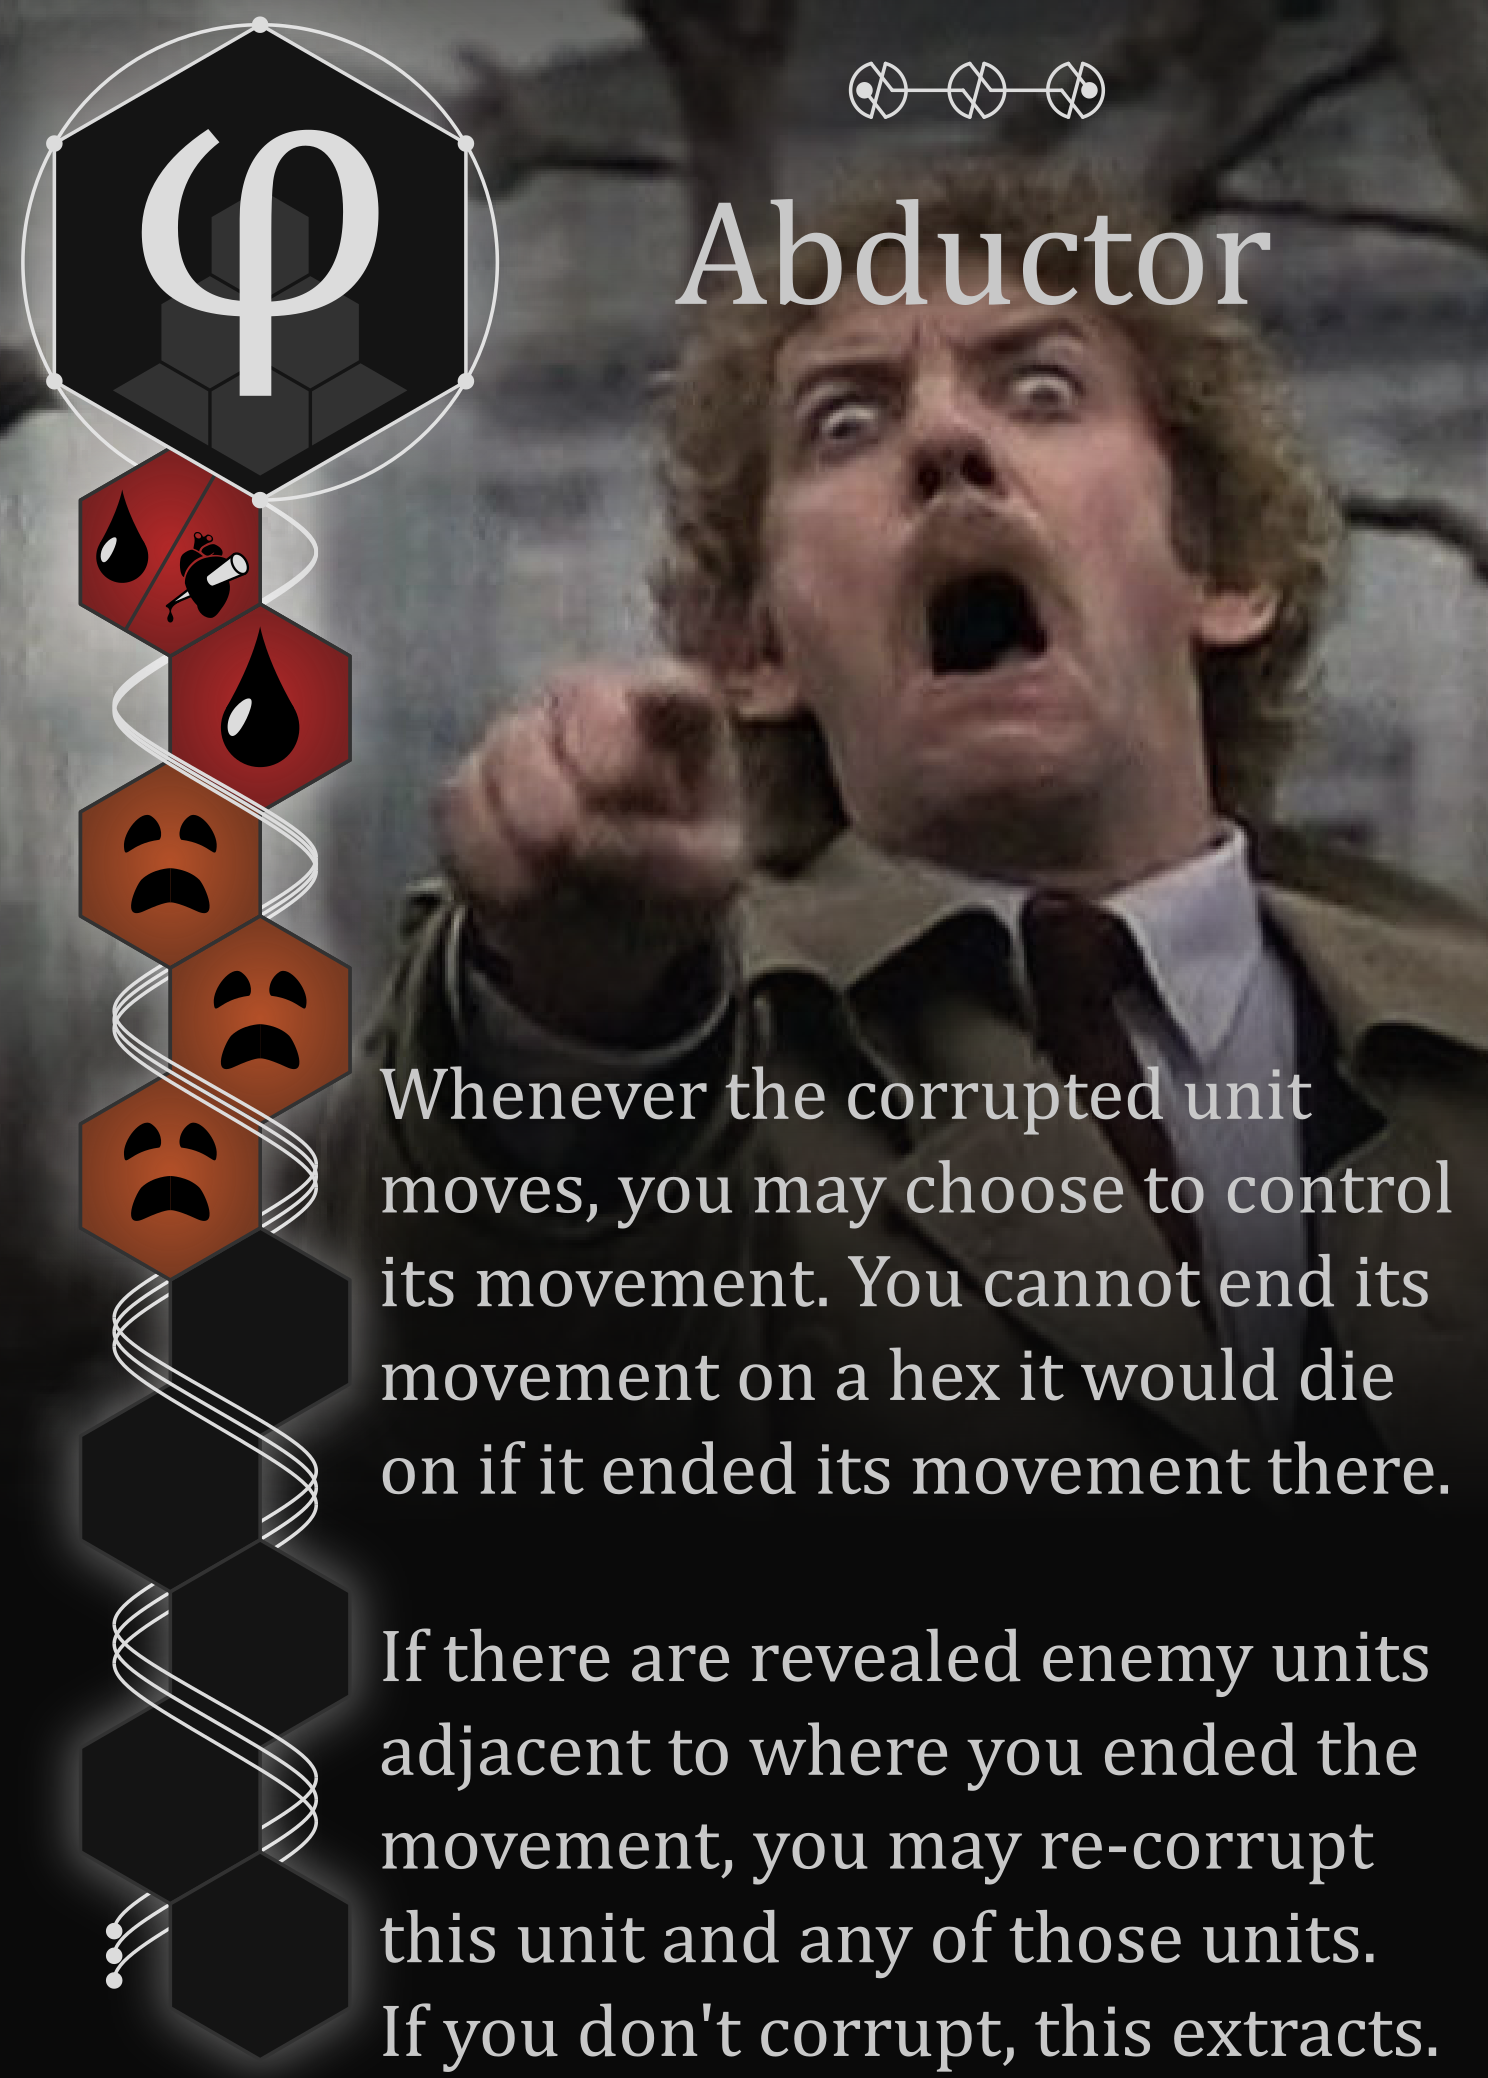 φ
Abductor
Whenever the corrupted unit
moves, you may choose to control
its movement. You cannot end its
movement on a hex it would die
on if it ended its movement there.
If there are revealed enemy units
adjacent to where you ended the
movement, you may re-corrupt
this unit and any of those units.
If you don't corrupt, this extracts.